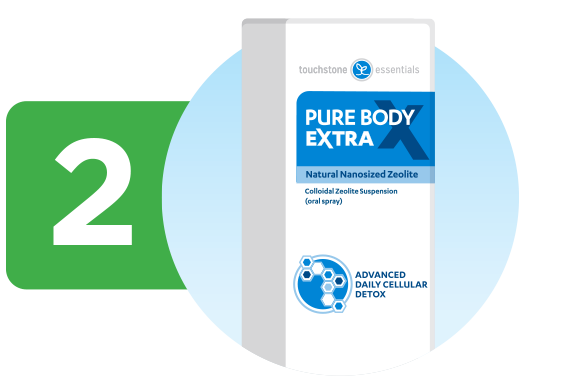 2
touchstone essentials
PURE BODY
EXTRA X
Natural Nanosized Zeolite
Colloidal Zeolite Suspension
(oral spray)
ADVANCED
DAILY CELLULAR
DETOX